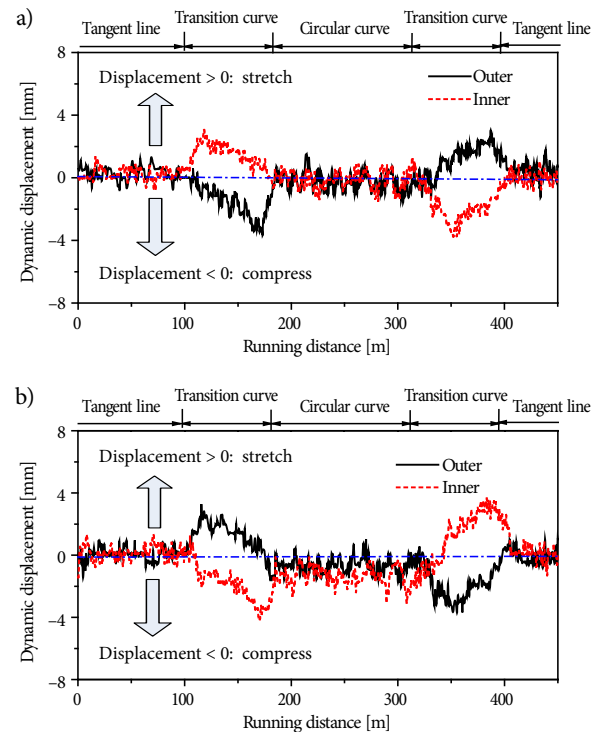 a)
Transition curve
Transition curve
Tangent line
Circular curve
Tangent line
8
4
0
−4
−8
Dynamic displacement [mm]
Displacement > 0: stretch
Displacement < 0: compress
Outer
Inner
0
100
200
300
400
Running distance [m]
b)
Transition curve
Transition curve
Tangent line
Circular curve
Tangent line
8
4
0
−4
−8
Dynamic displacement [mm]
Displacement > 0: stretch
Displacement < 0: compress
Outer
Inner
0
100
200
300
400
Running distance [m]